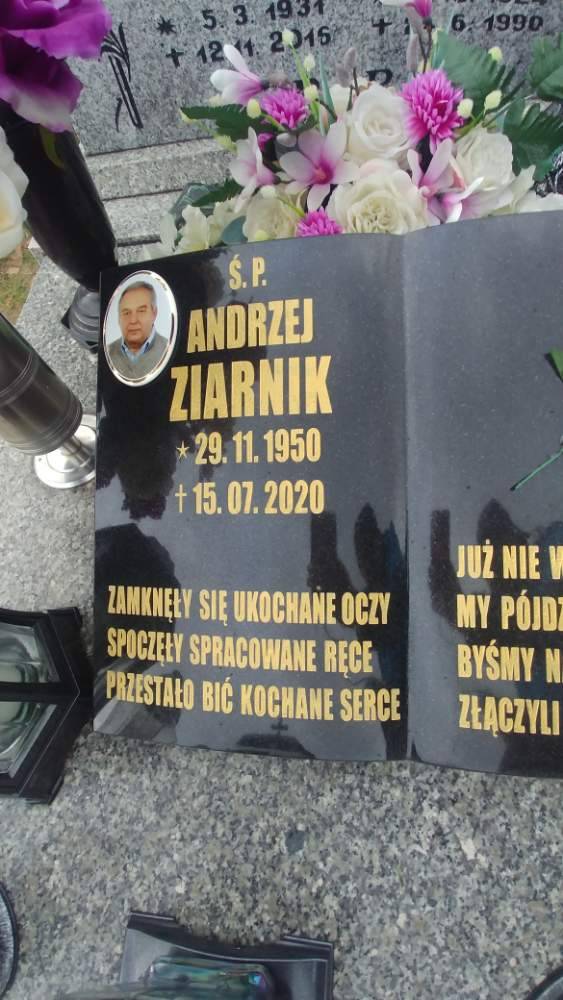 * 5. 3. 1931
+ 12. 11. 2016
6. 1990
Ś. P.
ANDRZEJ
ZIARNIK
* 29. 11. 1950
† 15. 07. 2020
ZAMKNĘŁY SIĘ UKOCHANE OCZY
SPOCZĘŁY SPRACOWANE RĘCE
PRZESTAŁO BIĆ KOCHANE SERCE
JUŻ NIE
MY
BYŚMY
ZŁĄCZYLI